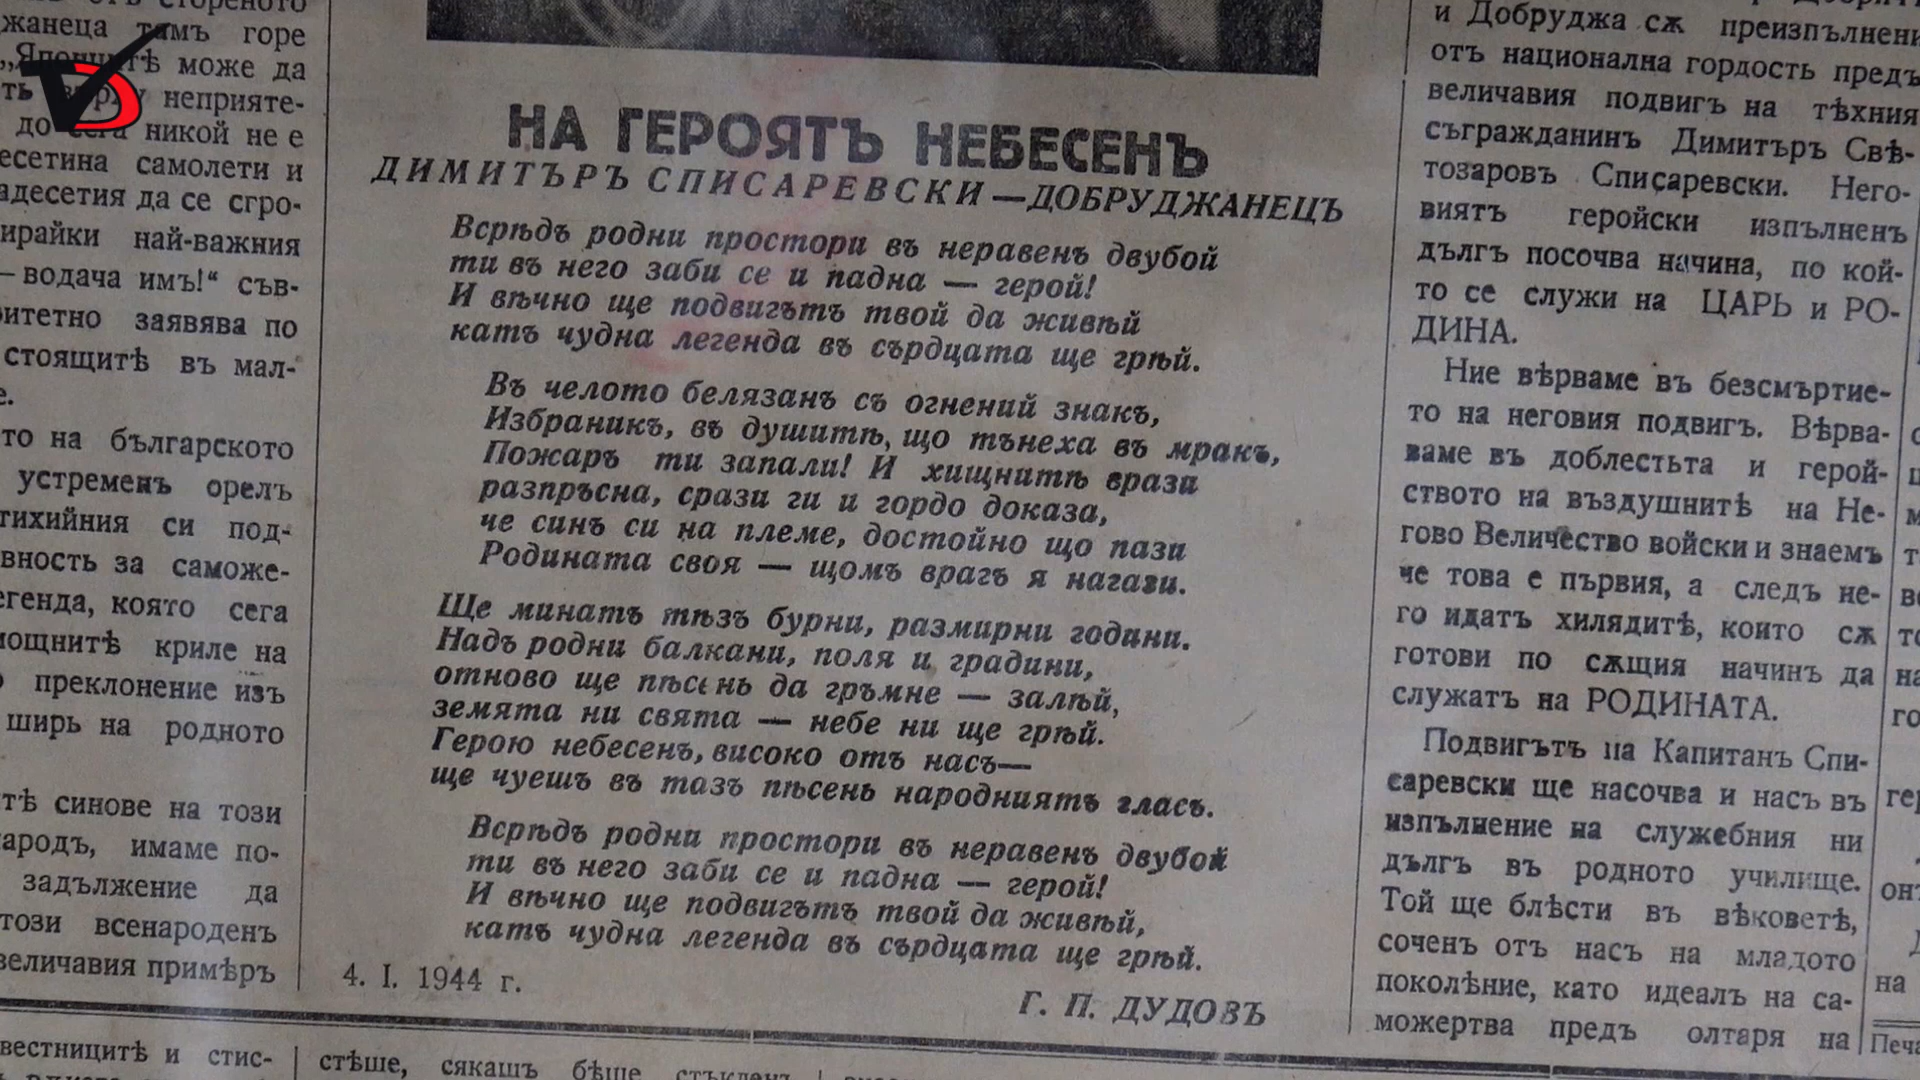 жанеца тамъ горе
може да
неприяте-
до сега никой не е
есетина самолети и
адесетия да се сгро-
ирайки най-важния
— водача имъ!“ със-
ритетно заявява по
стоящитѣ въ мал-
е.
то на българското
устременъ орелъ
тихийния си под-
вность за саможе-
егенда, която сега
мощнитѣ криле на
преклонение изъ
ширь на родното
тѣ синове на този
народъ, имаме по-
задължение да
този всенароденъ
величавия примѣръ
вестницитѣ и стис-
НА ГЕРОЯТЪ НЕБЕСЕНЪ
ДИМИТЪРЪ СПИСАРЕВСКИ — ДОБРУДЖАНЕЦЪ
Всрѣдъ родни простори въ неравенъ двубой
ти въ него заби се и падна — герой!
И вѣчно ще подвигътъ твой да живѣй
катъ чудна легенда въ сърдцата ще грѣй.
Въ челото белязанъ съ огнений знакъ,
Избраникъ, въ душитѣ, що тънеха въ мракъ,
Пожаръ ти запали! И хищнитѣ врази
разпръсна, срази ги и гордо доказа,
че синъ си на племе, достойно що пази
Родината своя — щомъ врагъ я нагази.
Ще минатъ тѣзъ бурни, размирни години.
Надъ родни балкани, поля и градини,
отново ще пѣсень да гръмне — залѣй,
земята ни свята — небе ни ще грѣй.
Герою небесенъ, високо отъ насъ—
ще чуешъ въ тазъ пѣсень народниятъ гласъ.
Всрѣдъ родни простори въ неравенъ двубой
ти въ него заби се и падна — герой!
И вѣчно ще подвигътъ твой да живѣй,
катъ чудна легенда въ сърдцата ще грѣй.
4. I. 1944 г.
Г. П. ДУДОВЪ
стѣше, сякашъ бѣше стъкленъ
и Добруджа сѫ преизпълнени
отъ национална гордость предъ
величавия подвигъ на тѣхния
съгражданинъ Димитъръ Свѣ-
тозаровъ Списаревски. Него-
виятъ геройски изпълненъ
дългъ посочва начина, по кой-
то се служи на ЦАРЬ и РО-
ДИНА.
Ние вѣрваме въ безсмъртие-
то на неговия подвигъ. Вѣрва-
ваме въ доблестьта и герой-
ството на въздушнитѣ на Не-
гово Величество войски и знаемъ
че това е първия, а следъ не-
го идатъ хилядитѣ, които сѫ
готови по сѫщия начинъ да
служатъ на РОДИНАТА.
Подвигътъ на Капитанъ Спи-
саревски ще насочва и насъ въ
изпълнение на служебния ни
дългъ въ родното училище.
Той ще блѣсти въ вѣковетѣ,
соченъ отъ насъ на младото
поколѣние, като идеалъ на са-
можертва предъ олтаря на